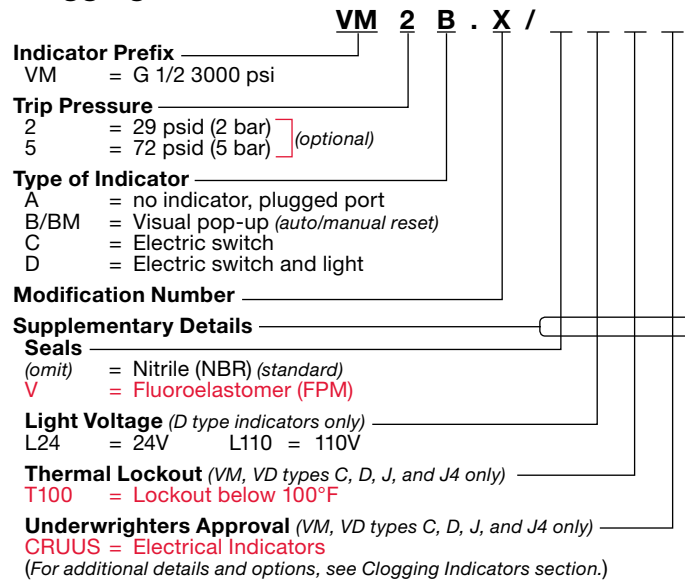 VM 2 B . X /
Indicator Prefix
VM = G 1/2 3000 psi
Trip Pressure
2 = 29 psid (2 bar)
5 = 72 psid (5 bar)
(optional)
Type of Indicator
A = no indicator, plugged port
B/BM = Visual pop-up (auto/manual reset)
C = Electric switch
D = Electric switch and light
Modification Number
Supplementary Details
Seals
(omit) = Nitrile (NBR) (standard)
V = Fluoroelastomer (FPM)
Light Voltage (D type indicators only)
L24 = 24V L110 = 110V
Thermal Lockout (VM, VD types C, D, J, and J4 only)
T100 = Lockout below 100°F
Underwrighters Approval (VM, VD types C, D, J, and J4 only)
CRUUS = Electrical Indicators
(For additional details and options, see Clogging Indicators section.)